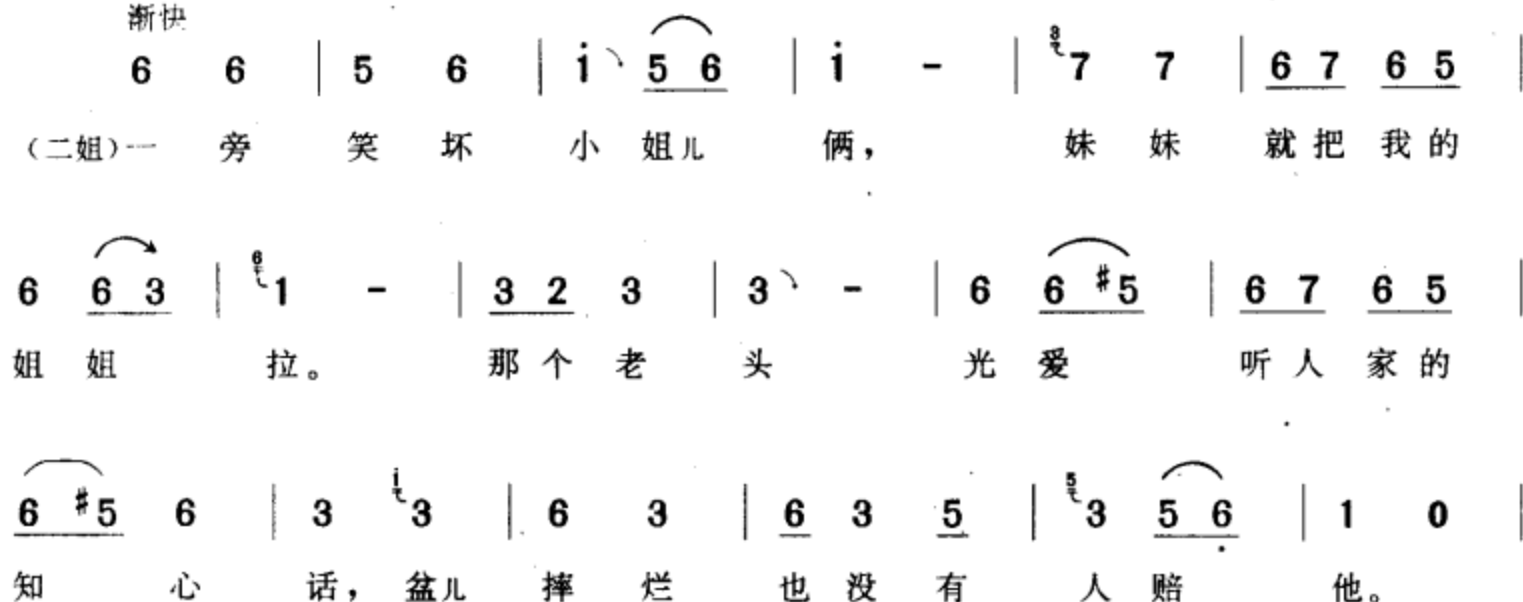 渐快
6 6 | 5 6 | i 5 6 | i - | 3 7 7 | 6 7 6 5 |
（二姐）一 旁 笑 坏 小 姐儿 俩， 妹 妹 就把 我的
6 6 3 | 6 1 - | 3 2 3 | 3 - | 6 6 #5 | 6 7 6 5 |
姐 姐 拉。 那个 老 头 光 爱 听人 家的
6 #5 6 | 3 i 3 | 6 3 | 6 3 5 | 5 3 5 6 | 1 0 |
知 心 话， 盆儿 摔 烂 也 没 有 人 赔 他。